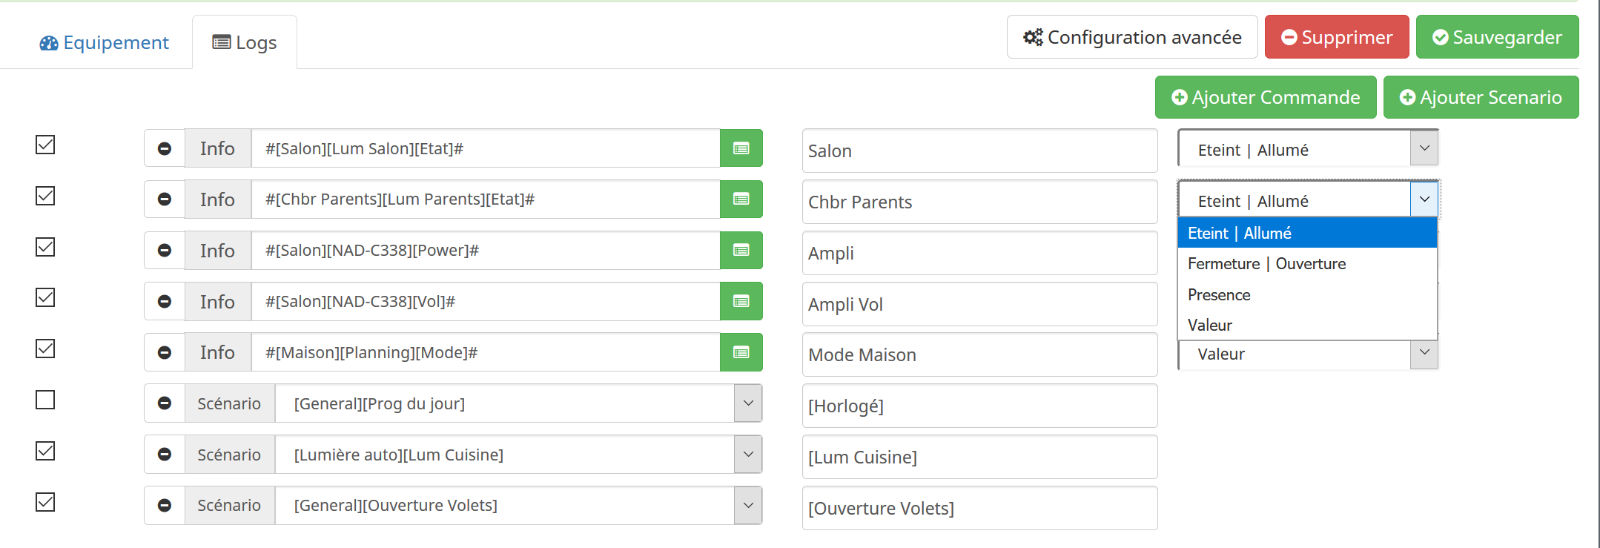 Equipement Logs Configuration avancée Supprimer Sauvegarder
Ajouter Commande Ajouter Scenario
Info #[Salon][Lum Salon][Etat]# Salon Eteint | Allumé
Info #[Chbr Parents][Lum Parents][Etat]# Chbr Parents Eteint | Allumé
Eteint | Allumé
Info #[Salon][NAD-C338][Power]# Ampli
Fermeture | Ouverture
Presence
Info #[Salon][NAD-C338][Vol]# Ampli Vol
Valeur
Info #[Maison][Planning][Mode]# Mode Maison Valeur
Scénario [General][Prog du jour] [Horlogé]
Scénario [Lumière auto][Lum Cuisine] [Lum Cuisine]
Scénario [General][Ouverture Volets] [Ouverture Volets]